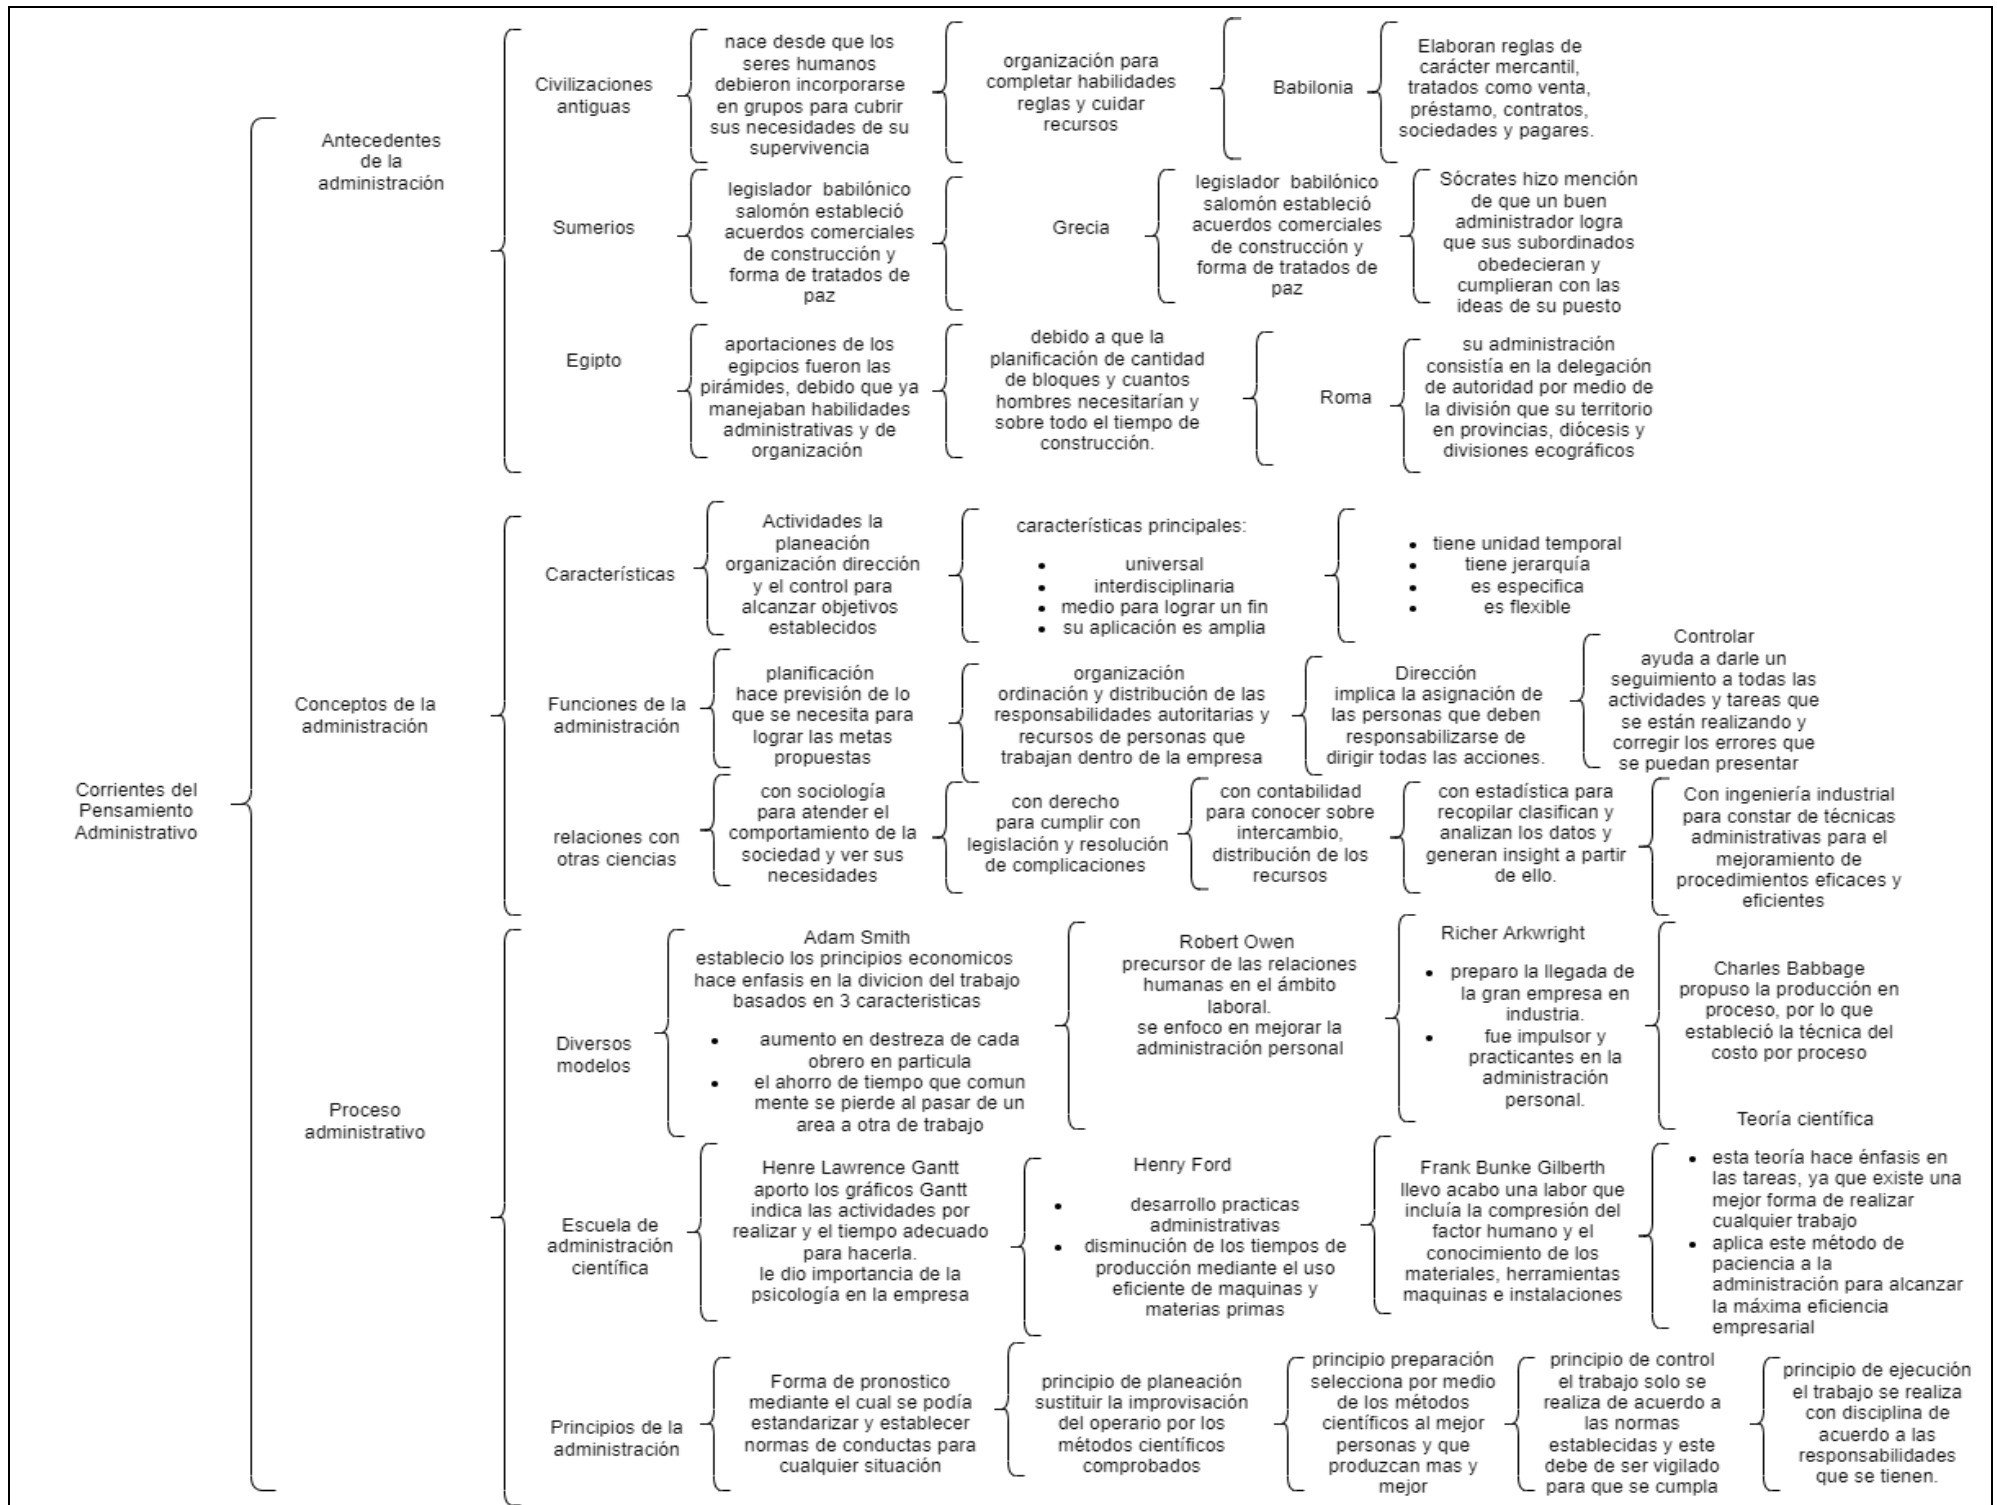 Corrientes del
Pensamiento
Administrativo
Antecedentes
de la
administración
Civilizaciones
antiguas
nace desde que los
seres humanos
debieron incorporarse
en grupos para cubrir
sus necesidades de su
supervivencia
organización para
completar habilidades
reglas y cuidar
recursos
Babilonia
Elaboran reglas de
carácter mercantil,
tratados como venta,
préstamo, contratos,
sociedades y pagares.
Sumerios
legislador babilónico
salomón estableció
acuerdos comerciales
de construcción y
forma de tratados de
paz
Grecia
legislador babilónico
salomón estableció
acuerdos comerciales
de construcción y
forma de tratados de
paz
Sócrates hizo mención
de que un buen
administrador logra
que sus subordinados
obedecieran y
cumplieran con las
ideas de su puesto
Egipto
aportaciones de los
egipcios fueron las
pirámides, debido que ya
manejaban habilidades
administrativas y de
organización
debido a que la
planificación de cantidad
de bloques y cuantos
hombres necesitarían y
sobre todo el tiempo de
construcción.
Roma
su administración
consistía en la delegación
de autoridad por medio de
la división que su territorio
en provincias, diócesis y
divisiones ecográficos
Conceptos de la
administración
Características
Actividades la
planeación
organización dirección
y el control para
alcanzar objetivos
establecidos
características principales:
• universal
• interdisciplinaria
• medio para lograr un fin
• su aplicación es amplia
• tiene unidad temporal
• tiene jerarquía
• es especifica
• es flexible
Funciones de la
administración
planificación
hace previsión de lo
que se necesita para
lograr las metas
propuestas
organización
ordinación y distribución de las
responsabilidades autoritarias y
recursos de personas que
trabajan dentro de la empresa
Dirección
implica la asignación de
las personas que deben
responsabilizarse de
dirigir todas las acciones.
Controlar
ayuda a darle un
seguimiento a todas las
actividades y tareas que
se están realizando y
corregir los errores que
se puedan presentar
relaciones con
otras ciencias
con sociología
para atender el
comportamiento de la
sociedad y ver sus
necesidades
con derecho
para cumplir con
legislación y resolución
de complicaciones
con contabilidad
para conocer sobre
intercambio,
distribución de los
recursos
con estadística para
recopilar clasifican y
analizan los datos y
generan insight a partir
de ello.
Con ingeniería industrial
para constar de técnicas
administrativas para el
mejoramiento de
procedimientos eficaces y
eficientes
Proceso
administrativo
Diversos
modelos
Adam Smith
establecio los principios economicos
hace enfasis en la divicion del trabajo
basados en 3 caracteristicas
• aumento en destreza de cada
obrero en particula
• el ahorro de tiempo que comun
mente se pierde al pasar de un
area a otra de trabajo
Robert Owen
precursor de las relaciones
humanas en el ámbito
laboral.
se enfoco en mejorar la
administración personal
Richer Arkwright
• preparo la llegada de
la gran empresa en
industria.
• fue impulsor y
practicantes en la
administración
personal.
Charles Babbage
propuso la producción en
proceso, por lo que
estableció la técnica del
costo por proceso
Escuela de
administración
científica
Henre Lawrence Gantt
aporto los gráficos Gantt
indica las actividades por
realizar y el tiempo adecuado
para hacerla.
le dio importancia de la
psicología en la empresa
Henry Ford
• desarrollo practicas
administrativas
• disminución de los tiempos de
producción mediante el uso
eficiente de maquinas y
materias primas
Frank Bunke Gilberth
llevo acabo una labor que
incluía la compresión del
factor humano y el
conocimiento de los
materiales, herramientas
maquinas e instalaciones
Teoría científica
• esta teoría hace énfasis en
las tareas, ya que existe una
mejor forma de realizar
cualquier trabajo
• aplica este método de
paciencia a la
administración para alcanzar
la máxima eficiencia
empresarial
Principios de la
administración
Forma de pronostico
mediante el cual se podía
estandarizar y establecer
normas de conductas para
cualquier situación
principio de planeación
sustituir la improvisación
del operario por los
métodos científicos
comprobados
principio preparación
selecciona por medio
de los métodos
científicos al mejor
personas y que
produzcan mas y
mejor
principio de control
el trabajo solo se
realiza de acuerdo a
las normas
establecidas y este
debe de ser vigilado
para que se cumpla
principio de ejecución
el trabajo se realiza
con disciplina de
acuerdo a las
responsabilidades
que se tienen.